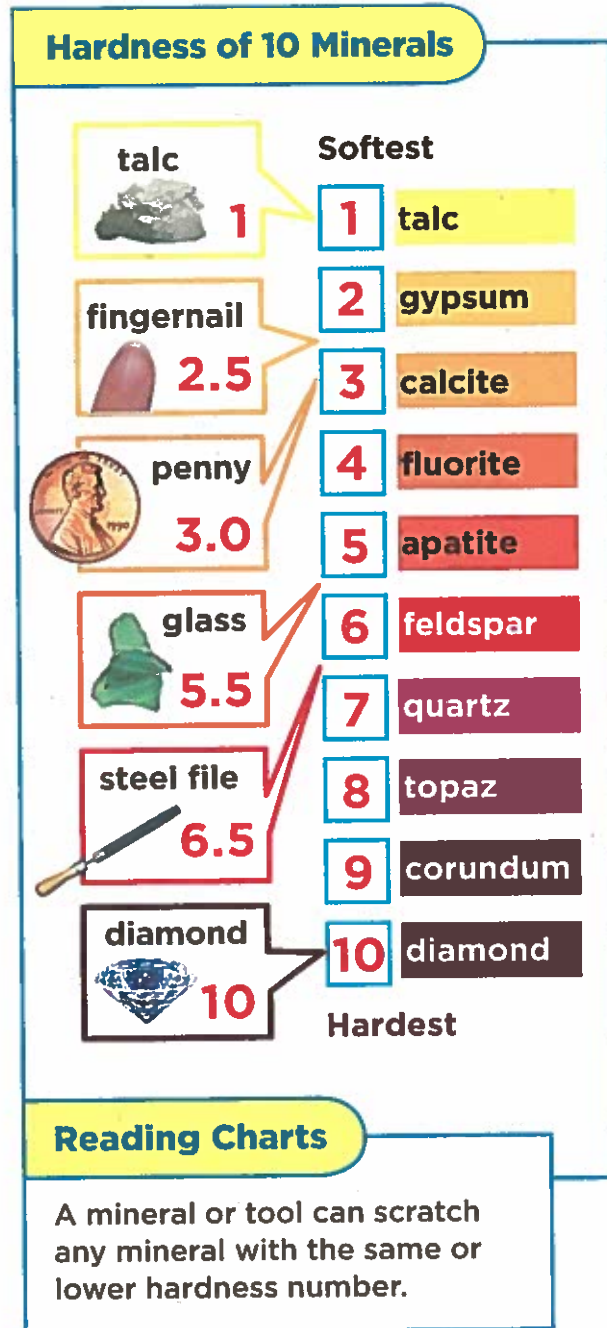 Hardness of 10 Minerals
Softest
talc
1
fingernail
2.5
penny
3.0
glass
5.5
steel file
6.5
diamond
10
1 talc
2 gypsum
3 calcite
4 fluorite
5 apatite
6 feldspar
7 quartz
8 topaz
9 corundum
10 diamond
Hardest
Reading Charts
A mineral or tool can scratch
any mineral with the same or
lower hardness number.